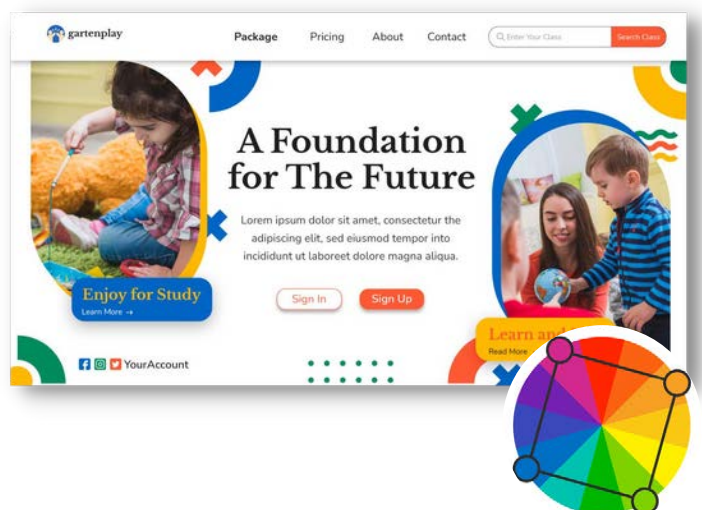 gartenplay
Package Pricing About Contact
Enter Your Class
Search Class
A Foundation
for The Future
Lorem ipsum dolor sit amet, consectetur the
adipiscing elit, sed eiusmod tempor into
incididunt ut laboreet dolore magna aliqua.
Sign In Sign Up
Enjoy for Study
Learn More →
Learn and
Read More
YourAccount